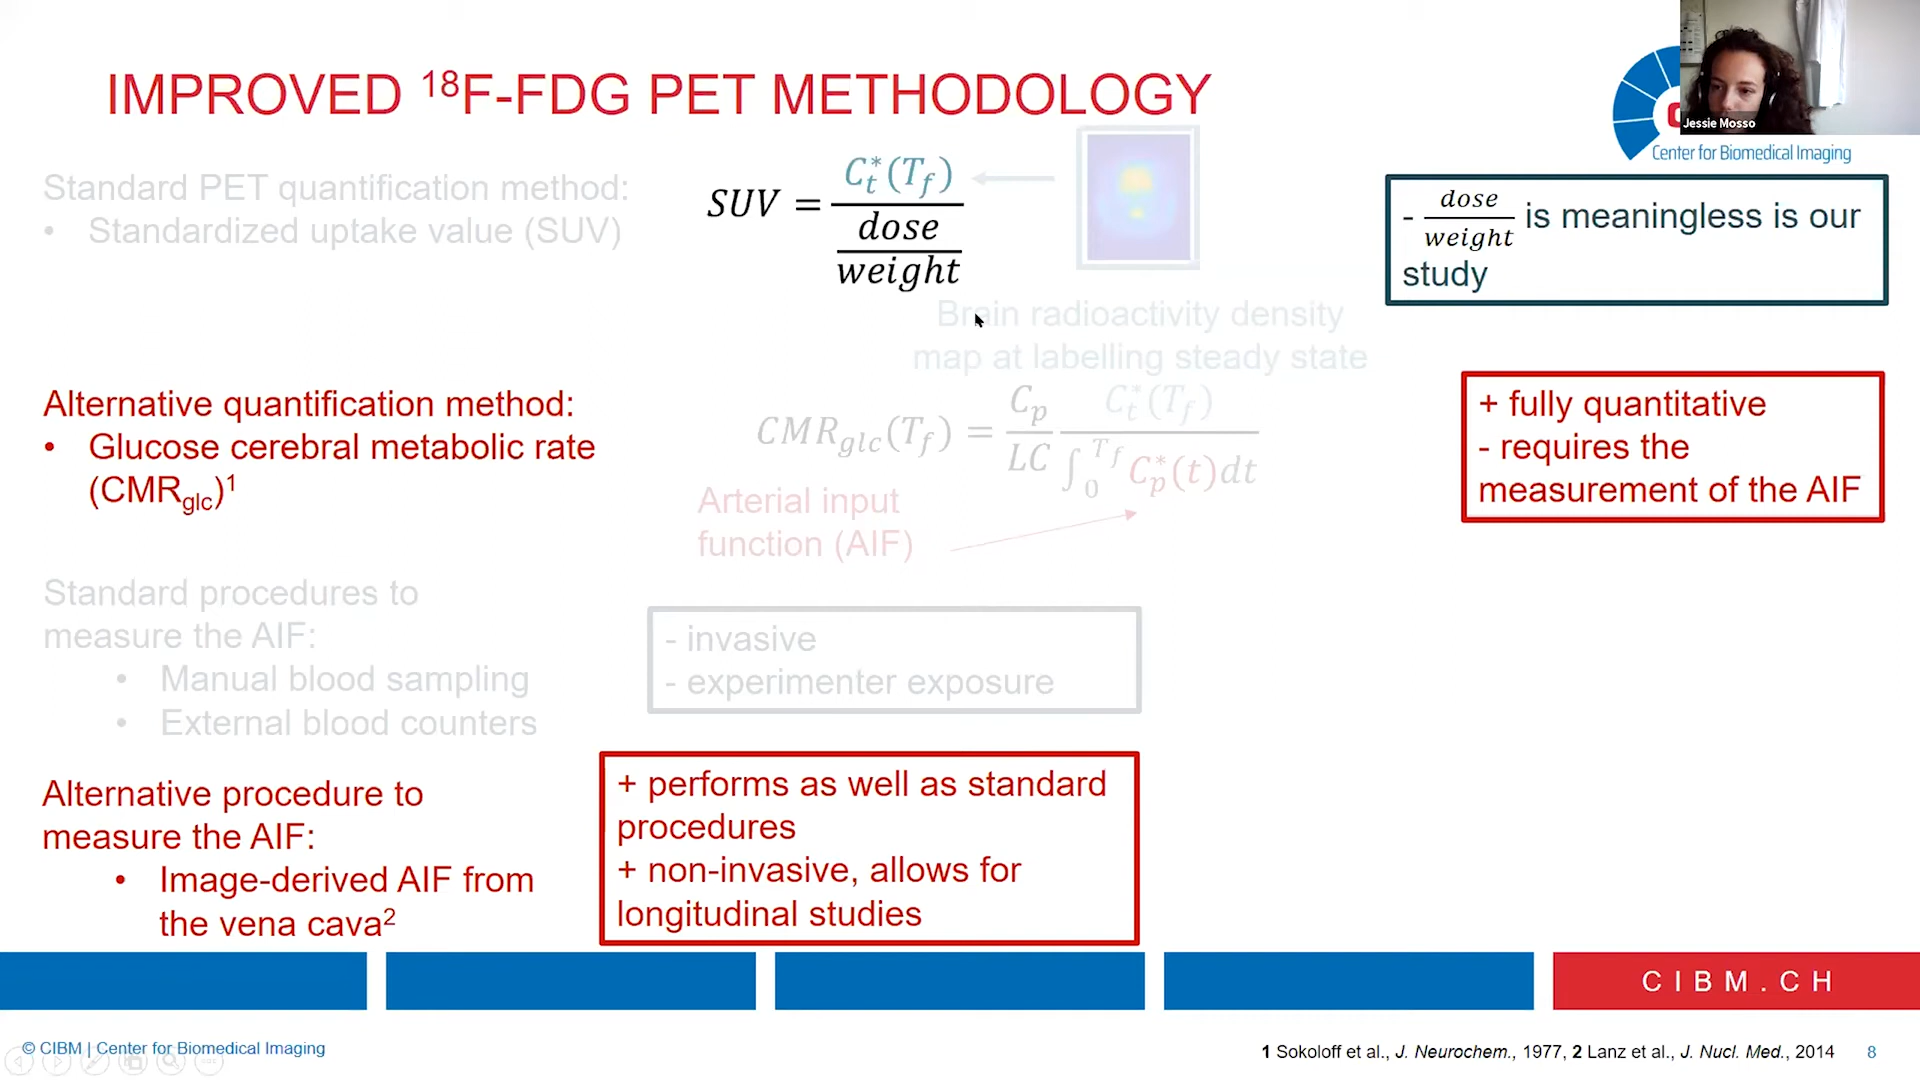 IMPROVED ¹⁸F-FDG PET METHODOLOGY
Jessie Mosso
Center for Biomedical Imaging
Standard PET quantification method:
• Standardized uptake value (SUV)
SUV = C*t(Tf) / (dose / weight)
- dose/weight is meaningless is our
study
Brain radioactivity density
map at labelling steady state
Alternative quantification method:
• Glucose cerebral metabolic rate
(CMRglc)¹
CMRglc(Tf) = Cp/LC C*t(Tf) / ∫₀^Tf C*p(t)dt
Arterial input
function (AIF)
+ fully quantitative
- requires the
measurement of the AIF
Standard procedures to
measure the AIF:
• Manual blood sampling
• External blood counters
- invasive
- experimenter exposure
Alternative procedure to
measure the AIF:
• Image-derived AIF from
the vena cava²
+ performs as well as standard
procedures
+ non-invasive, allows for
longitudinal studies
CIBM.CH
© CIBM | Center for Biomedical Imaging
1 Sokoloff et al., J. Neurochem., 1977, 2 Lanz et al., J. Nucl. Med., 2014
8